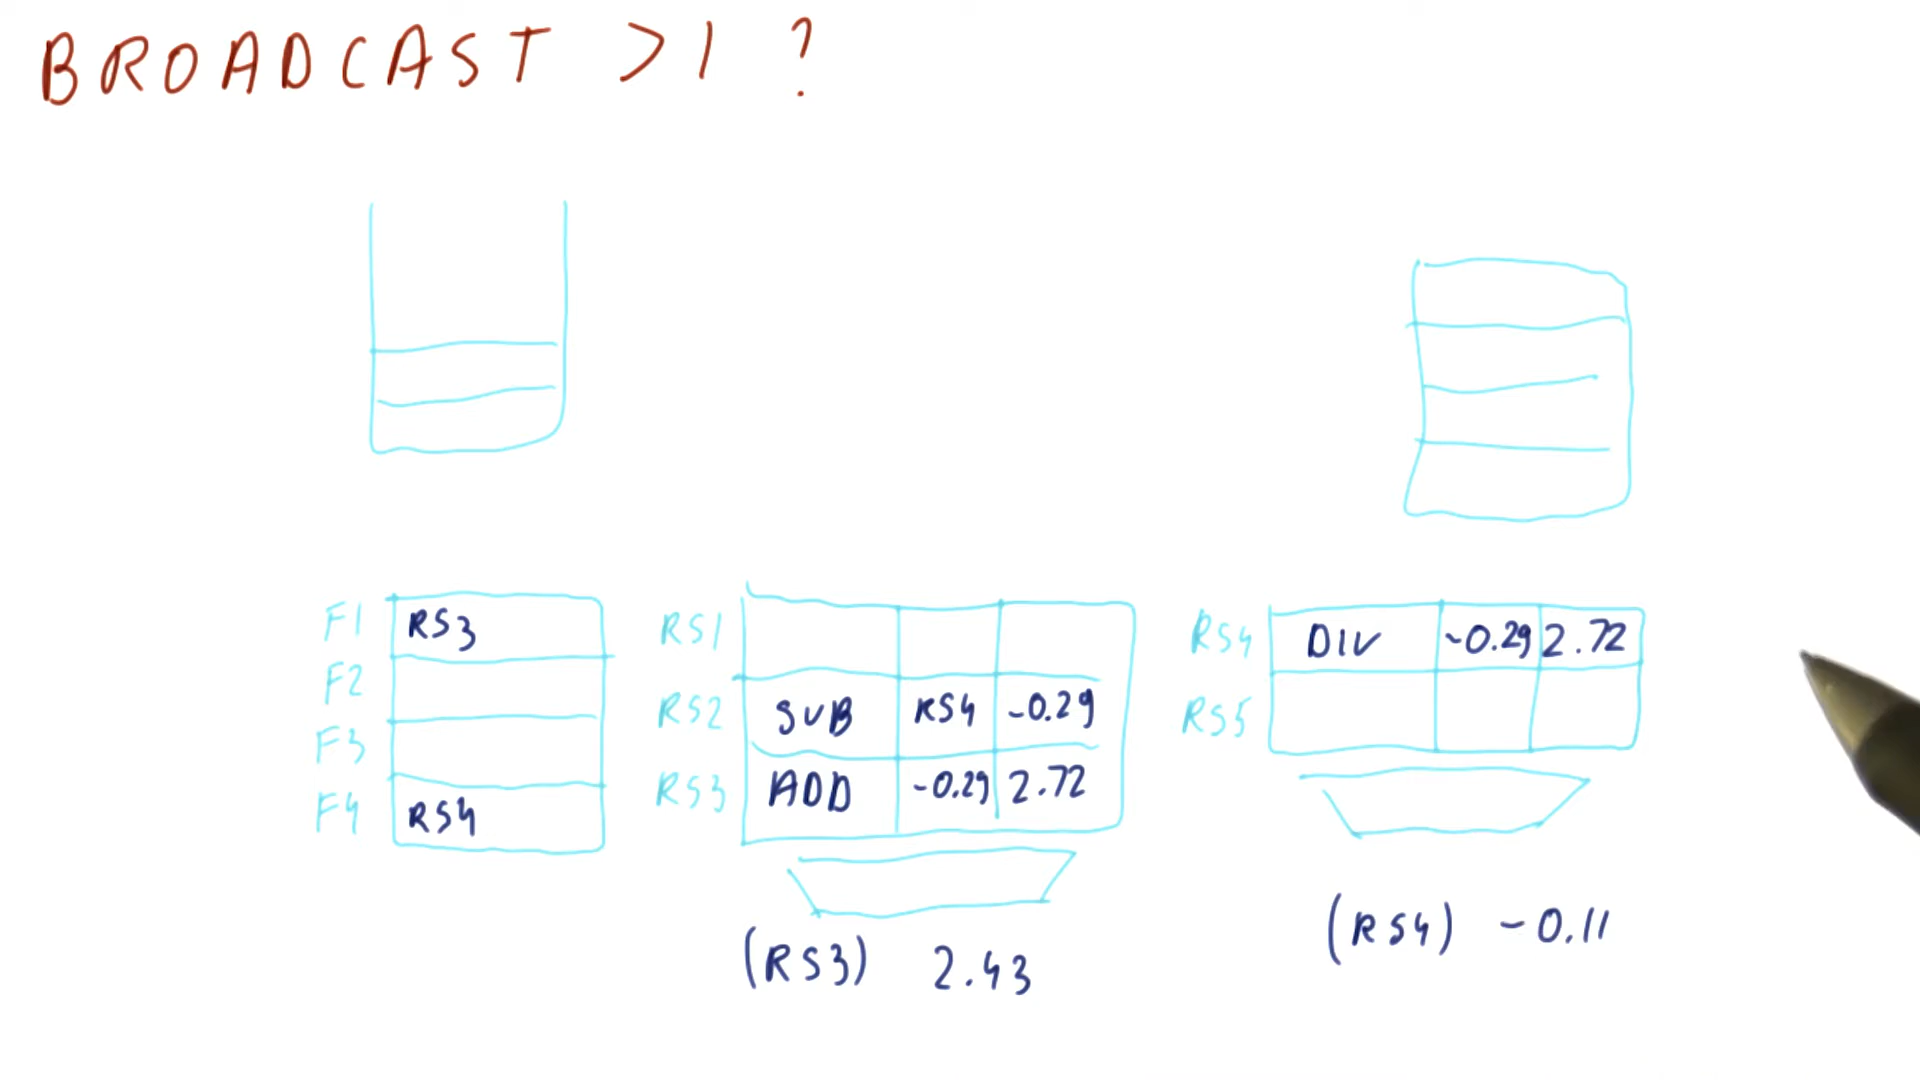 BROADCAST >1 ?
F1 RS3
F2
F3
F4 RS4
RS1
RS2 SUB RS4 -0.29
RS3 ADD -0.29 2.72
RS4 DIV -0.29 2.72
RS5
(RS3) 2.43
(RS4) -0.11